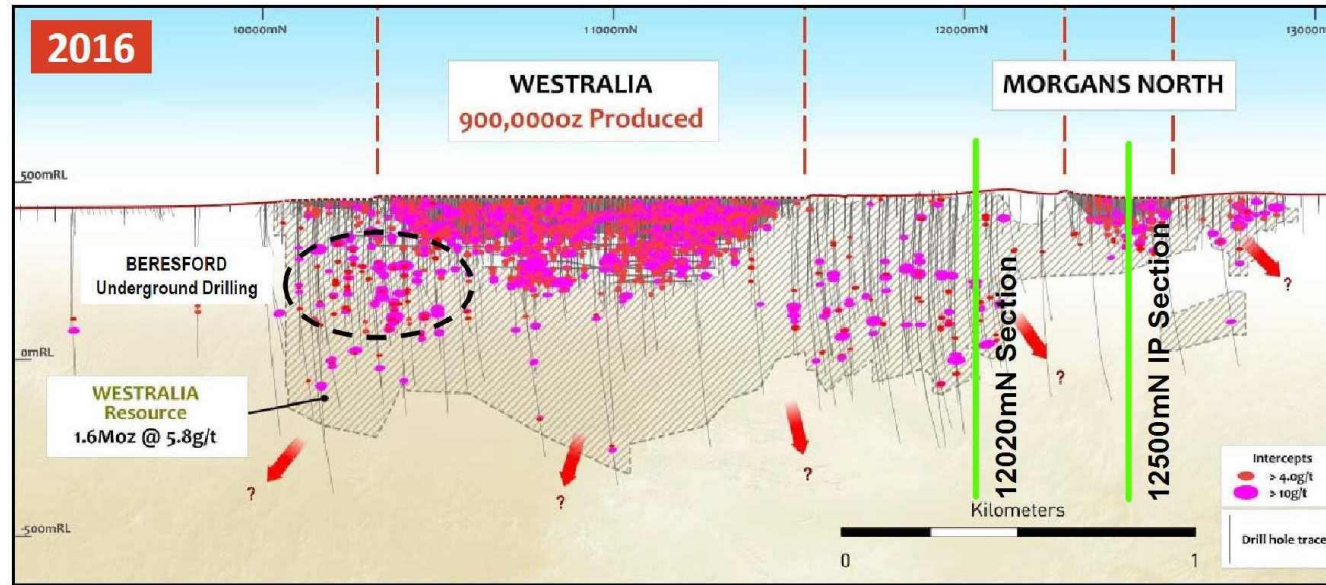 2016
10000mN
11000mN
12000mN
13000m
WESTRALIA
900,000oz Produced
MORGANS NORTH
500mRL
BERESFORD
Underground Drilling
0mRL
WESTRALIA
Resource
1.6Moz @ 5.8g/t
?
?
?
?
?
12020mN Section
12500mN IP Section
-500mRL
Kilometers
0
1
Intercepts
> 4.0g/t
> 10g/t
Drill hole trace